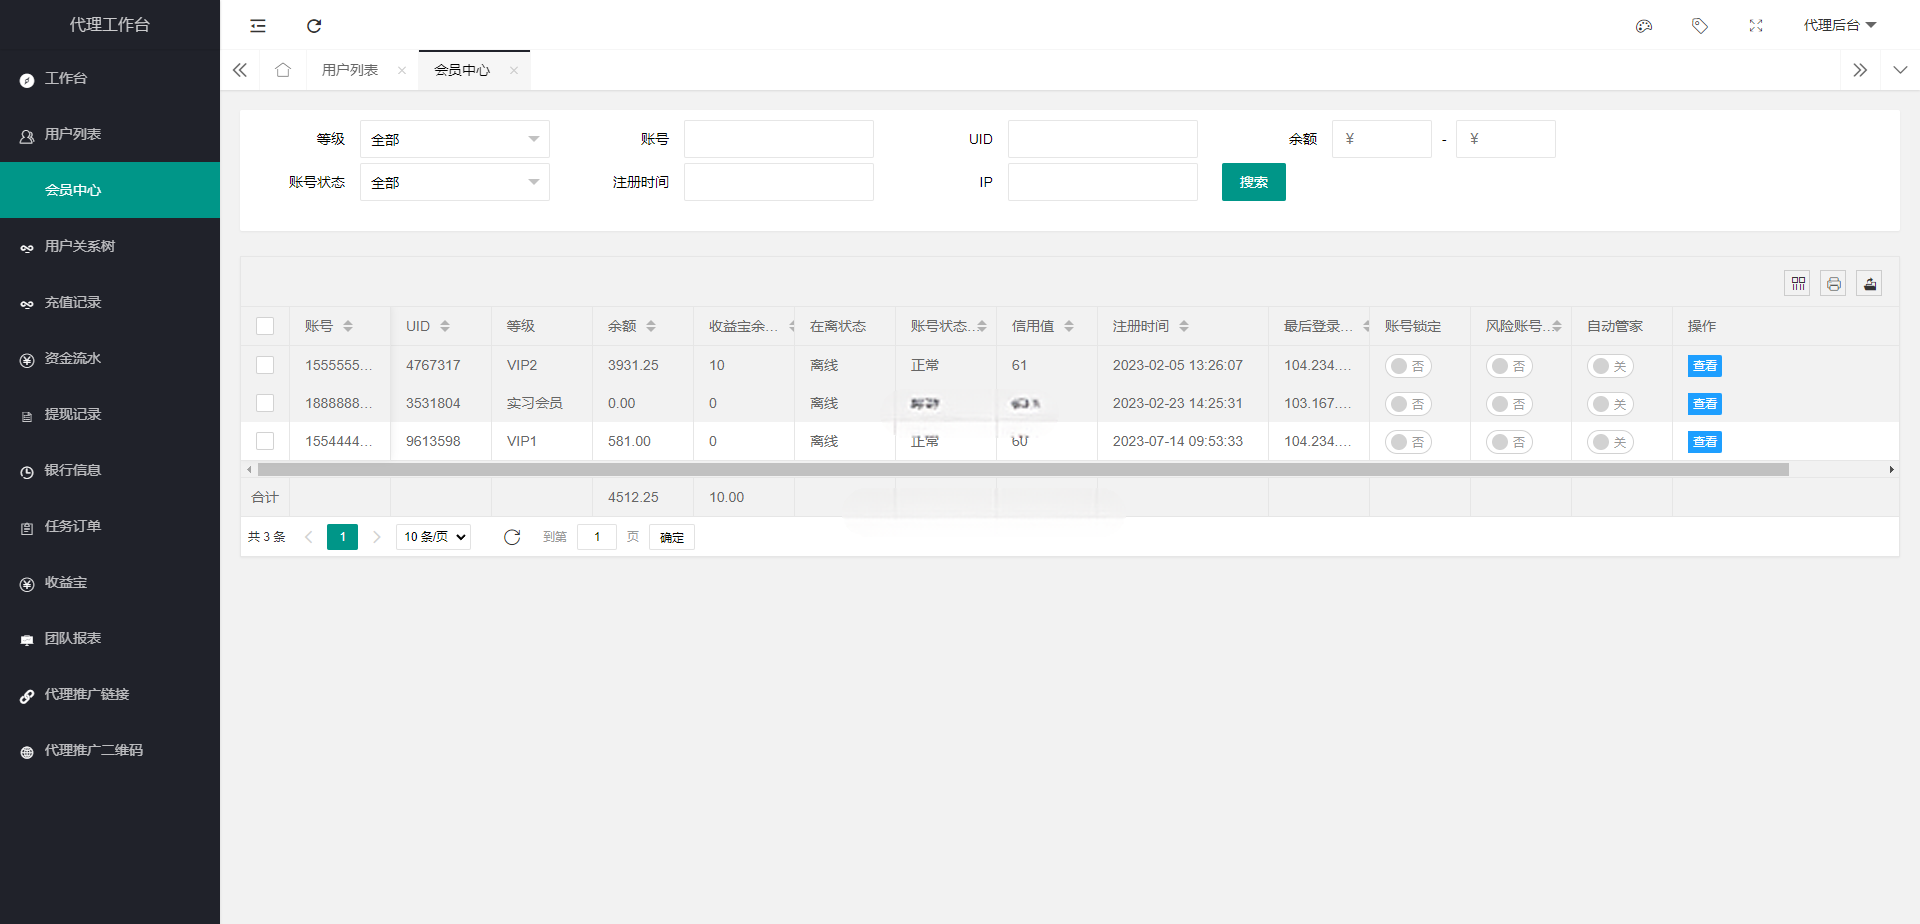 代理工作台
代理后台
工作台
用户列表
会员中心
用户关系树
充值记录
资金流水
提现记录
银行信息
任务订单
收益宝
团队报表
代理推广链接
代理推广二维码
用户列表 会员中心
等级 全部 账号 UID 余额 ¥ - ¥
账号状态 全部 注册时间 IP 搜索
账号 UID 等级 余额 收益宝余... 在离状态 账号状态... 信用值 注册时间 最后登录... 账号锁定 风险账号... 自动管家 操作
1555555... 4767317 VIP2 3931.25 10 离线 正常 61 2023-02-05 13:26:07 104.234.... 否 否 关 查看
1888888... 3531804 实习会员 0.00 0 离线 2023-02-23 14:25:31 103.167.... 否 否 关 查看
1554444... 9613598 VIP1 581.00 0 离线 正常 60 2023-07-14 09:53:33 104.234.... 否 否 关 查看
合计 4512.25 10.00
共 3 条 1 10 条/页 到第 1 页 确定